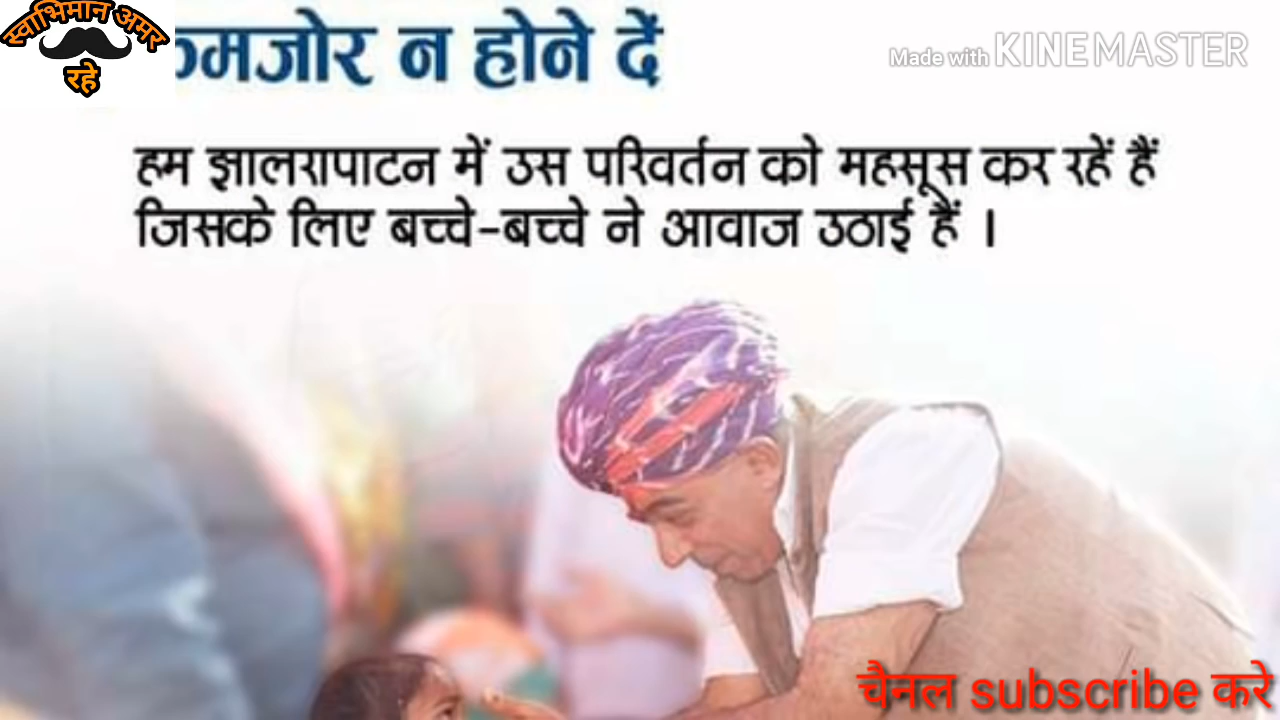 स्वाभिमान अमर
रहे
कमजोर न होने दें
Made with KINEMASTER
हम झालरापाटन में उस परिवर्तन को महसूस कर रहें हैं
जिसके लिए बच्चे-बच्चे ने आवाज उठाई हैं ।
चैनल subscribe करे